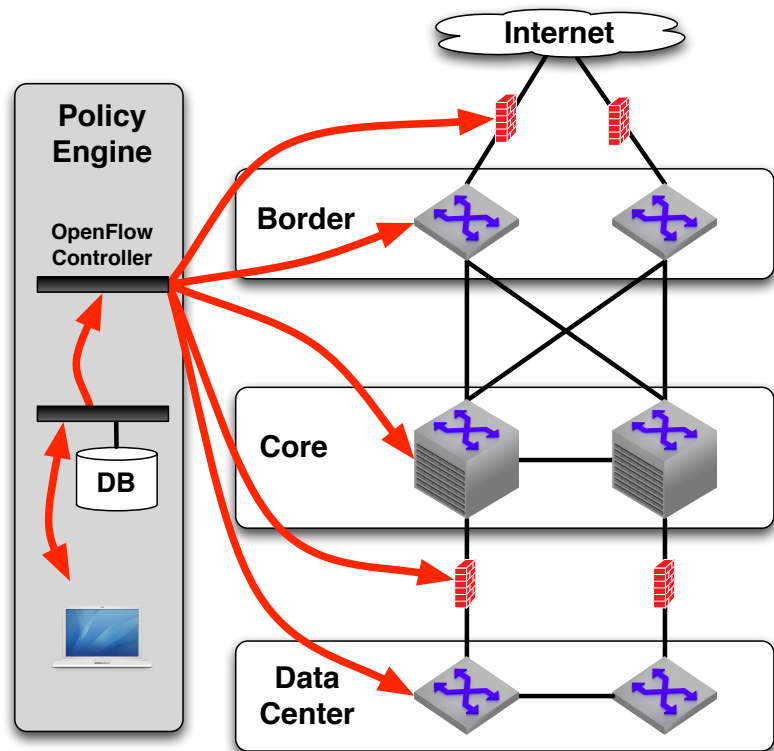 Internet
Policy
Engine
OpenFlow
Controller
Border
Core
DB
Data
Center